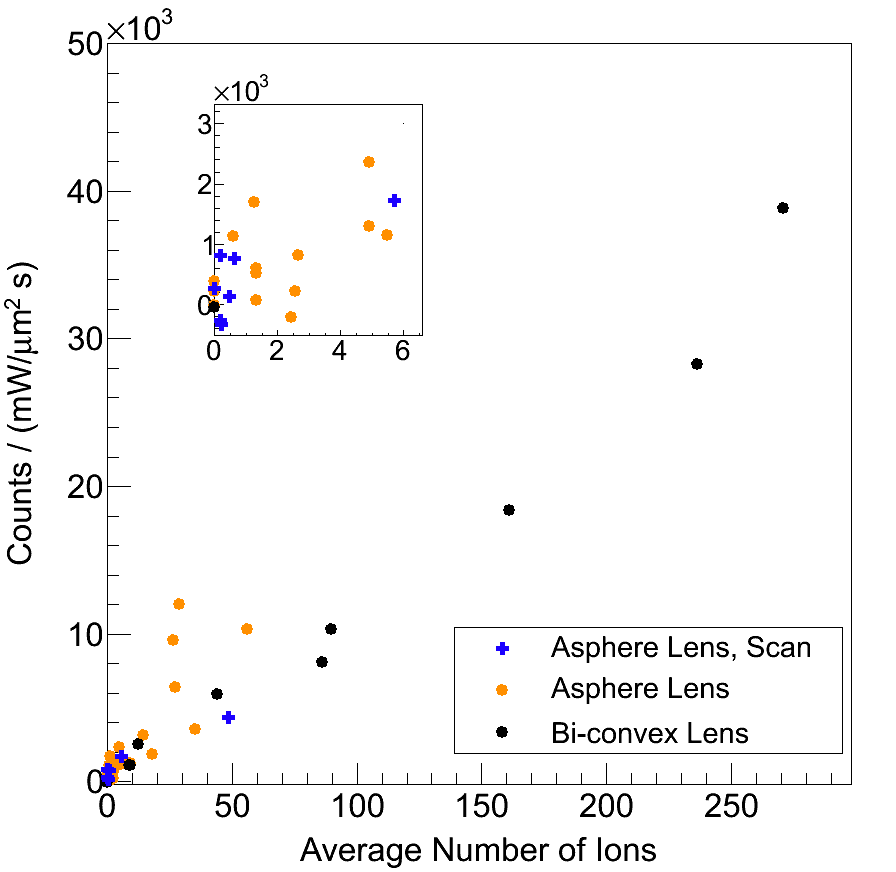 50 ×10³
40
30
20
10
0
0 50 100 150 200 250
Counts / (mW/μm² s)
Average Number of Ions
×10³
3
2
1
0
0 2 4 6
Asphere Lens, Scan
Asphere Lens
Bi-convex Lens